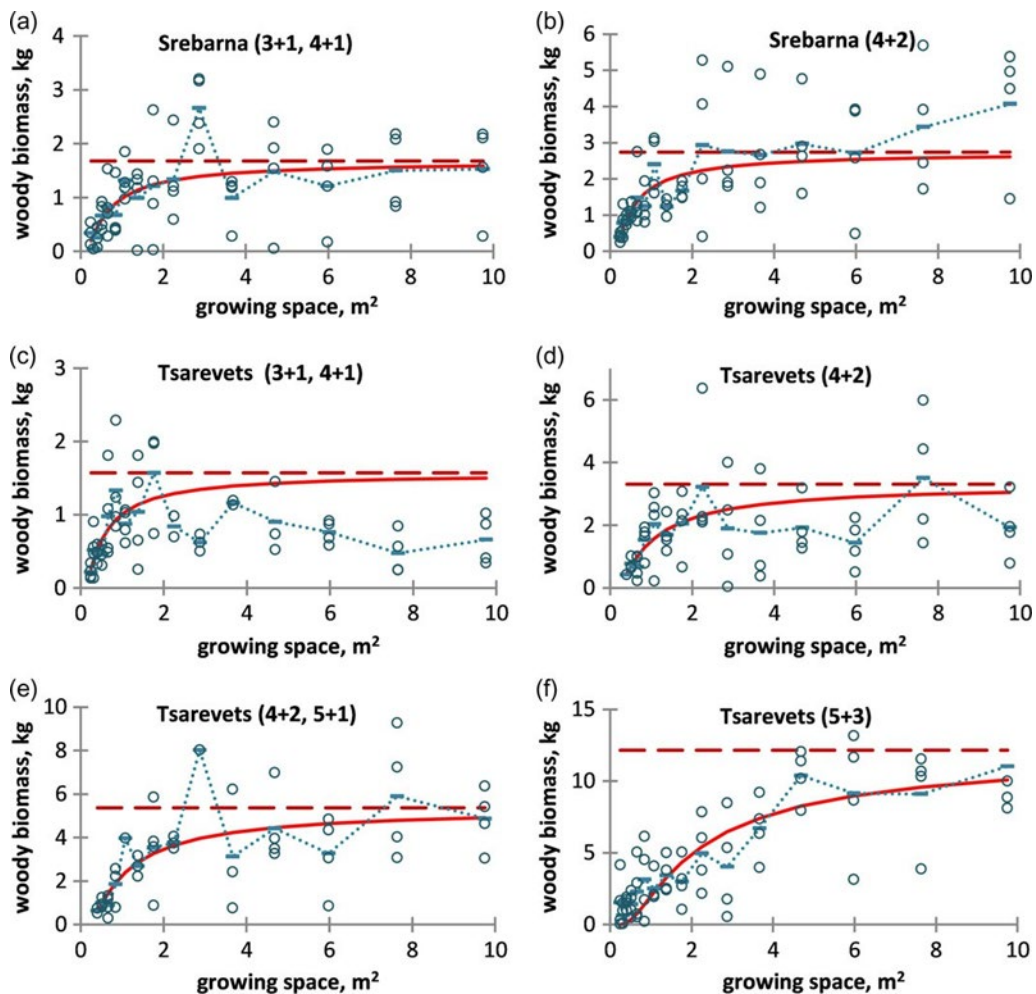 (a)
Srebarna (3+1, 4+1)
woody biomass, kg
4
3
2
1
0
0 2 4 6 8 10
growing space, m²
(b)
Srebarna (4+2)
woody biomass, kg
6
5
4
3
2
1
0
0 2 4 6 8 10
growing space, m²
(c)
Tsarevets (3+1, 4+1)
woody biomass, kg
3
2
1
0
0 2 4 6 8 10
growing space, m²
(d)
Tsarevets (4+2)
woody biomass, kg
6
4
2
0
0 2 4 6 8 10
growing space, m²
(e)
Tsarevets (4+2, 5+1)
woody biomass, kg
10
8
6
4
2
0
0 2 4 6 8 10
growing space, m²
(f)
Tsarevets (5+3)
woody biomass, kg
15
10
5
0
0 2 4 6 8 10
growing space, m²